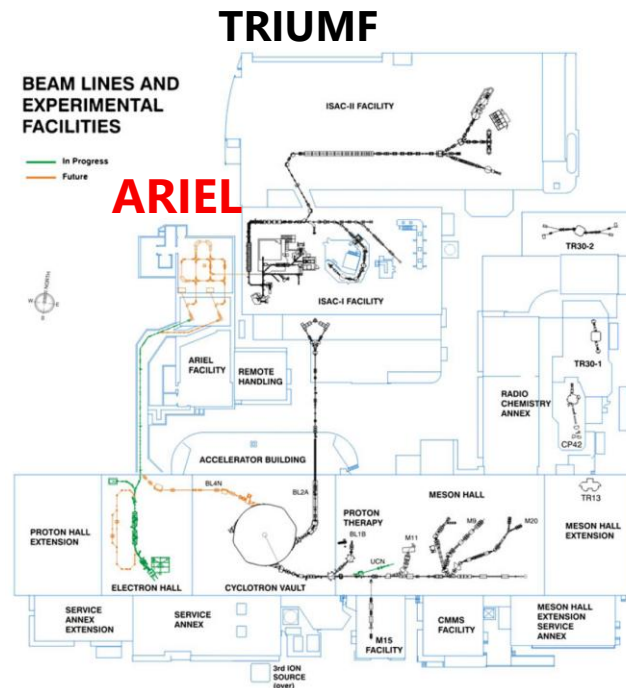 TRIUMF
BEAM LINES AND
EXPERIMENTAL
FACILITIES
In Progress
Future
ISAC-II FACILITY
ARIEL
TR30-2
ISAC-I FACILITY
ARIEL
FACILITY
REMOTE
HANDLING
TR30-1
RADIO
CHEMISTRY
ANNEX
CP42
ACCELERATOR BUILDING
BL4N
BL2A
MESON HALL
TR13
PROTON
THERAPY
BL1B
M11
M9
M20
UCN
PROTON HALL
EXTENSION
MESON HALL
EXTENSION
ELECTRON HALL
CYCLOTRON VAULT
SERVICE
ANNEX
EXTENSION
SERVICE
ANNEX
M15
FACILITY
CMMS
FACILITY
MESON HALL
EXTENSION
SERVICE
ANNEX
3rd ION
SOURCE
(over)